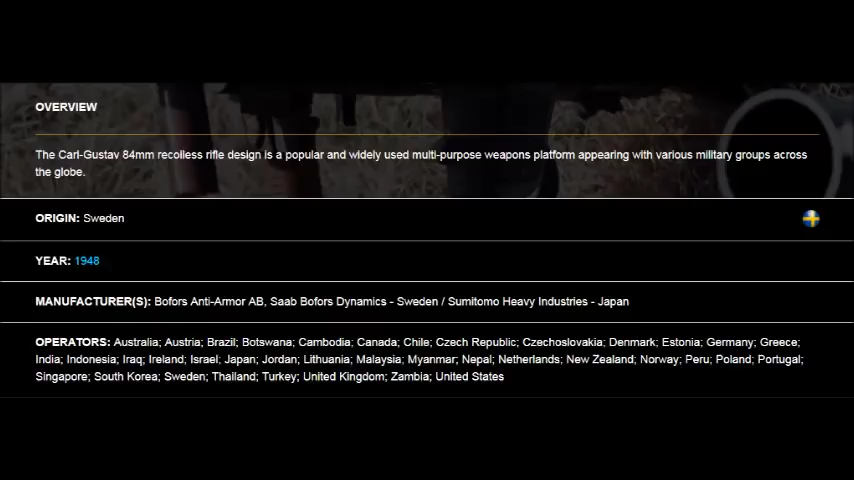 OVERVIEW
The Carl-Gustav 84mm recolless rifle design is a popular and widely used multi-purpose weapons platform appearing with various military groups across
the globe.
ORIGIN: Sweden
YEAR: 1948
MANUFACTURER(S): Bofors Anti-Armor AB, Saab Bofors Dynamics - Sweden / Sumitomo Heavy Industries - Japan
OPERATORS: Australia; Austria; Brazil; Botswana; Cambodia; Canada; Chile; Czech Republic; Czechoslovakia; Denmark; Estonia; Germany; Greece;
India; Indonesia; Iraq; Ireland; Israel; Japan; Jordan; Lithuania; Malaysia; Myanmar; Nepal; Netherlands; New Zealand; Norway; Peru; Poland; Portugal;
Singapore; South Korea; Sweden; Thailand; Turkey; United Kingdom; Zambia; United States